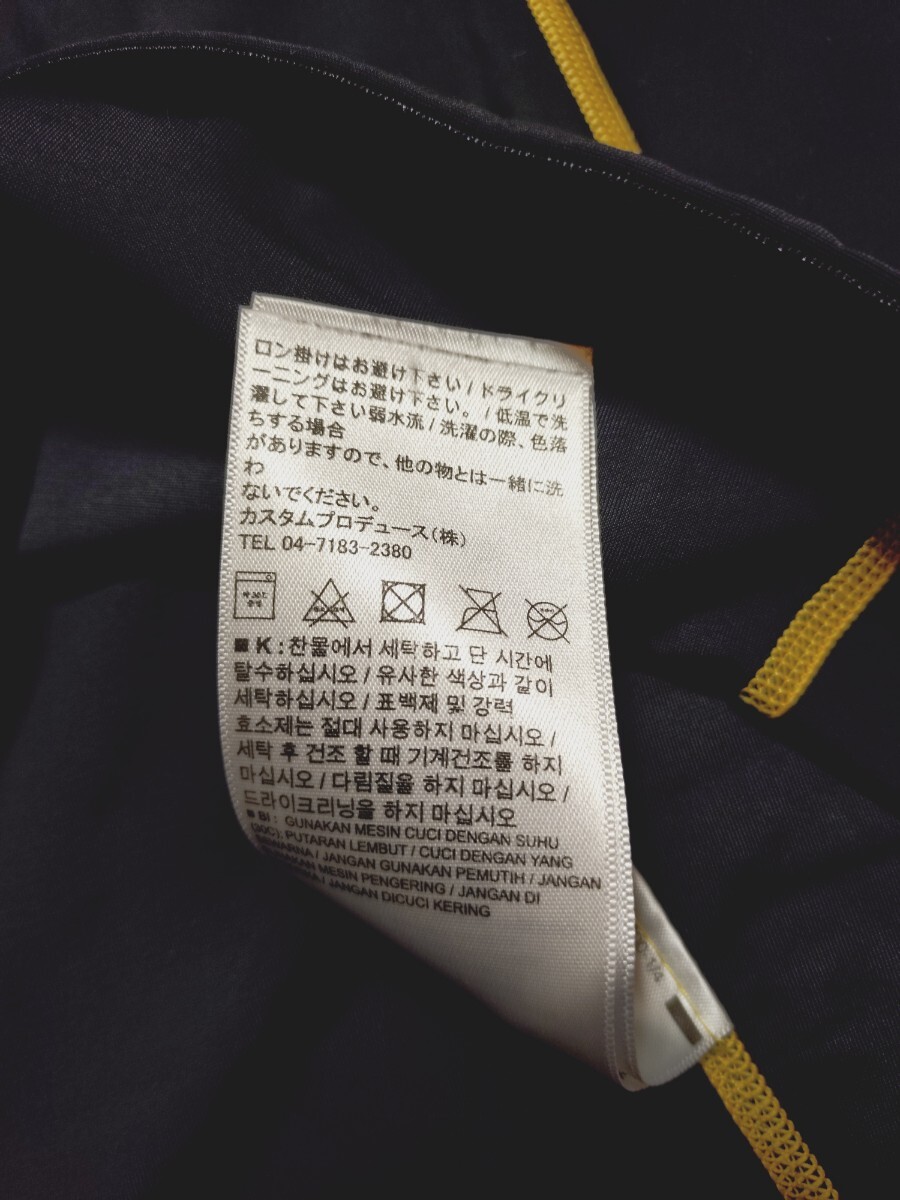 ロン掛けはお避け下さい / ドライクリ
ーニングはお避け下さい。 / 低温で洗
濯して下さい弱水流 / 洗濯の際、色落
ちする場合
がありますので、他の物とは一緒に洗
わ
ないでください。
カスタムプロデュース(株)
TEL 04-7183-2380
■ K : 찬물에서 세탁하고 단 시간에
탈수하십시오 / 유사한 색상과 같이
세탁하십시오 / 표백제 및 강력
효소제는 절대 사용하지 마십시오 /
세탁 후 건조 할 때 기계건조를 하지
마십시오 / 다림질을 하지 마십시오 /
드라이크리닝을 하지 마십시오
■ BI : GUNAKAN MESIN CUCI DENGAN SUHU
PUTARAN LEMBUT / CUCI DENGAN YANG
/ JANGAN GUNAKAN PEMUTIH / JANGAN
MESIN PENGERING / JANGAN DI
/ JANGAN DICUCI KERING